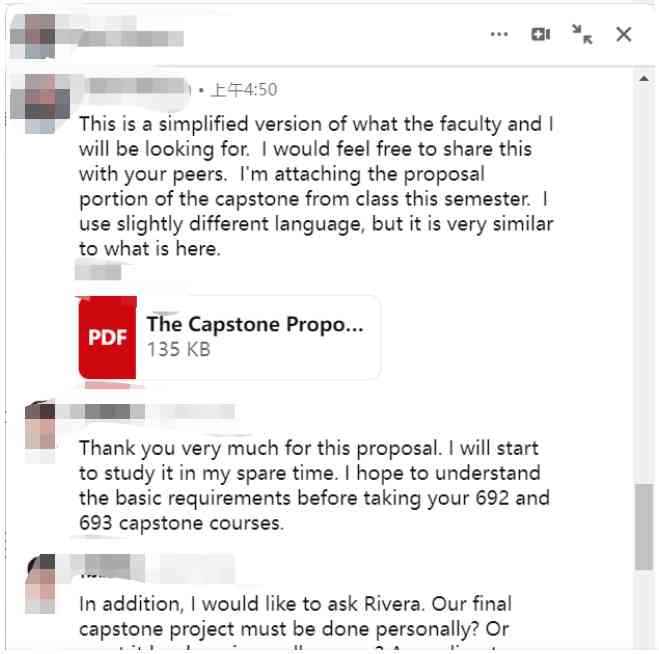 • 上午4:50
This is a simplified version of what the faculty and I
will be looking for. I would feel free to share this
with your peers. I'm attaching the proposal
portion of the capstone from class this semester. I
use slightly different language, but it is very similar
to what is here.
PDF
The Capstone Propo...
135 KB
Thank you very much for this proposal. I will start
to study it in my spare time. I hope to understand
the basic requirements before taking your 692 and
693 capstone courses.
In addition, I would like to ask Rivera. Our final
capstone project must be done personally? Or